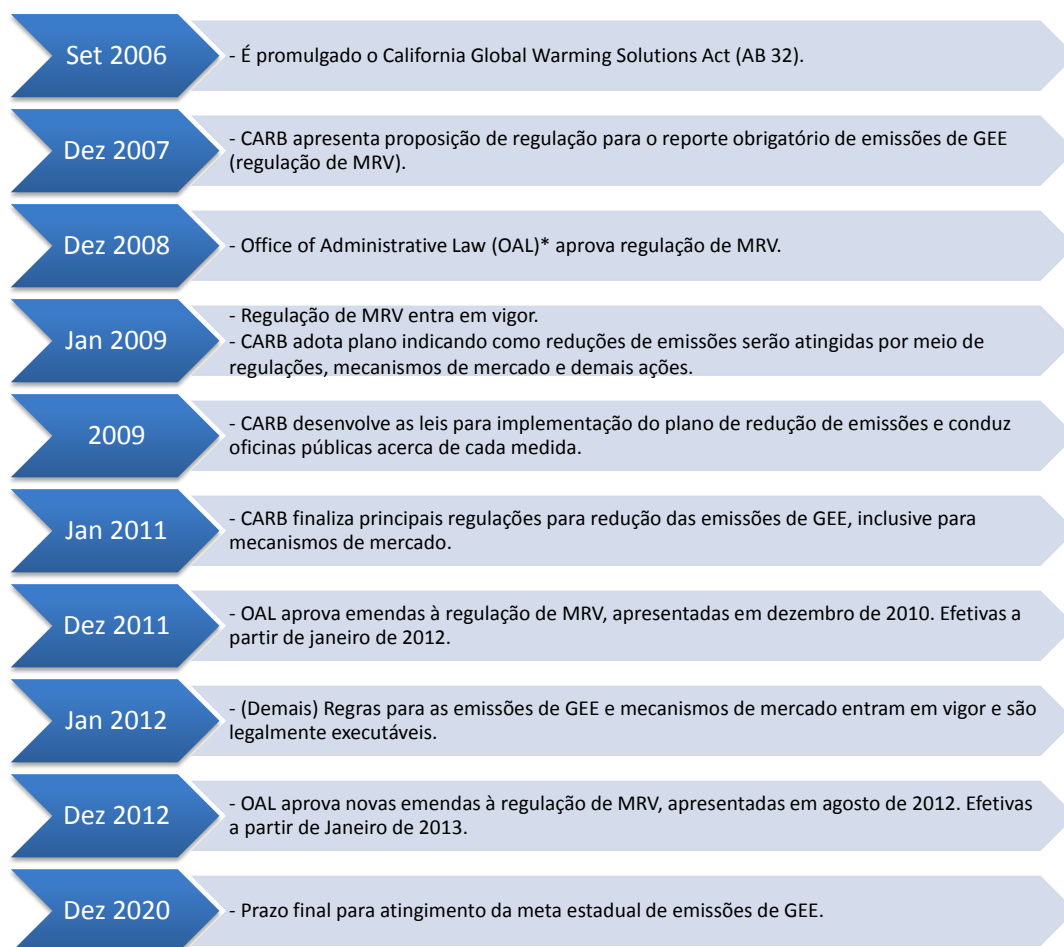 Set 2006
- É promulgado o California Global Warming Solutions Act (AB 32).
Dez 2007
- CARB apresenta proposição de regulação para o reporte obrigatório de emissões de GEE
(regulação de MRV).
Dez 2008
- Office of Administrative Law (OAL)* aprova regulação de MRV.
Jan 2009
- Regulação de MRV entra em vigor.
- CARB adota plano indicando como reduções de emissões serão atingidas por meio de
regulações, mecanismos de mercado e demais ações.
2009
- CARB desenvolve as leis para implementação do plano de redução de emissões e conduz
oficinas públicas acerca de cada medida.
Jan 2011
- CARB finaliza principais regulações para redução das emissões de GEE, inclusive para
mecanismos de mercado.
Dez 2011
- OAL aprova emendas à regulação de MRV, apresentadas em dezembro de 2010. Efetivas a
partir de janeiro de 2012.
Jan 2012
- (Demais) Regras para as emissões de GEE e mecanismos de mercado entram em vigor e são
legalmente executáveis.
Dez 2012
- OAL aprova novas emendas à regulação de MRV, apresentadas em agosto de 2012. Efetivas
a partir de Janeiro de 2013.
Dez 2020
- Prazo final para atingimento da meta estadual de emissões de GEE.